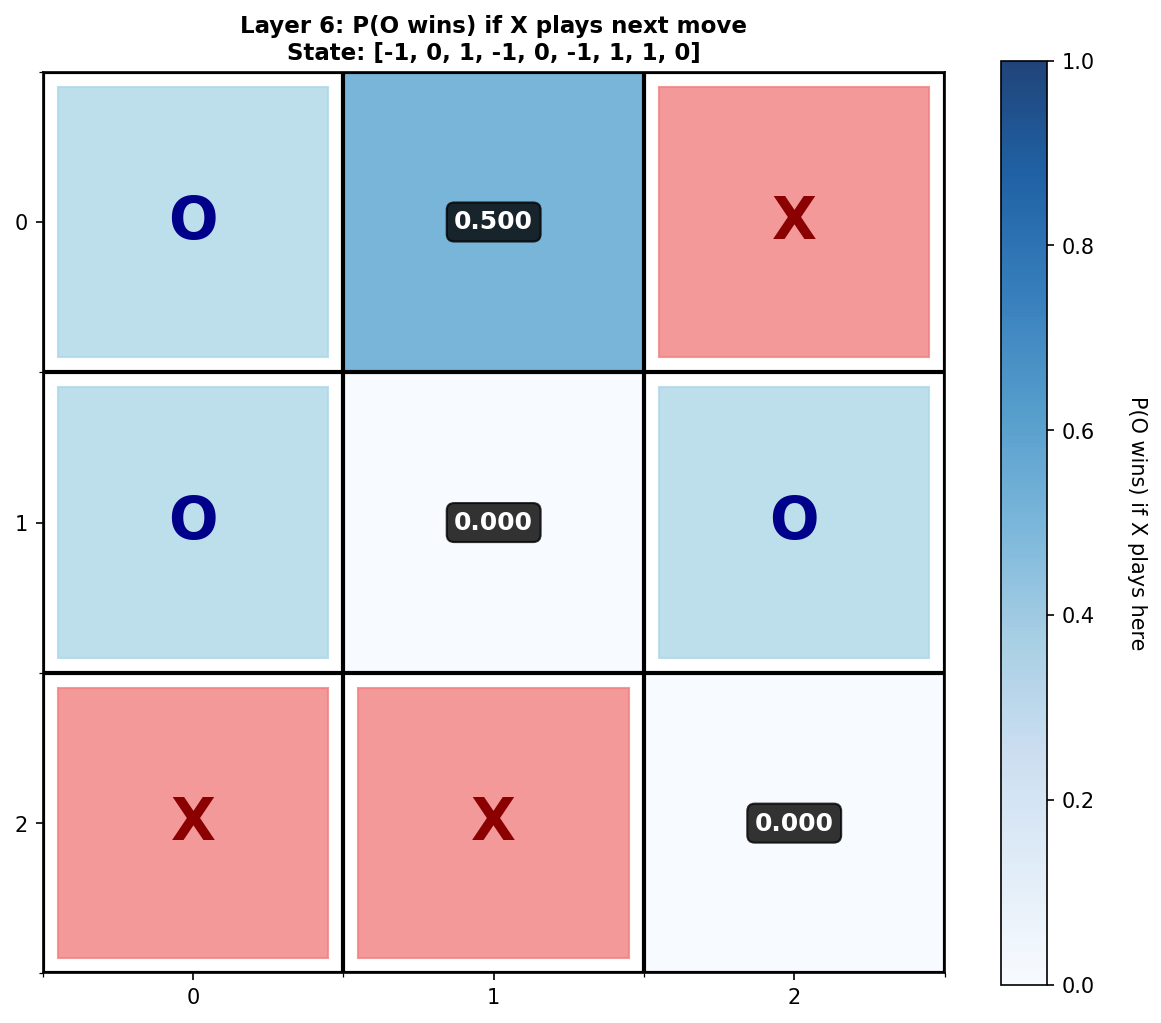 Layer 6: P(O wins) if X plays next move
State: [-1, 0, 1, -1, 0, -1, 1, 1, 0]
0
O
0.500
X
1
O
0.000
O
2
X
X
0.000
0
1
2
1.0
0.8
0.6
0.4
0.2
0.0
P(O wins) if X plays here